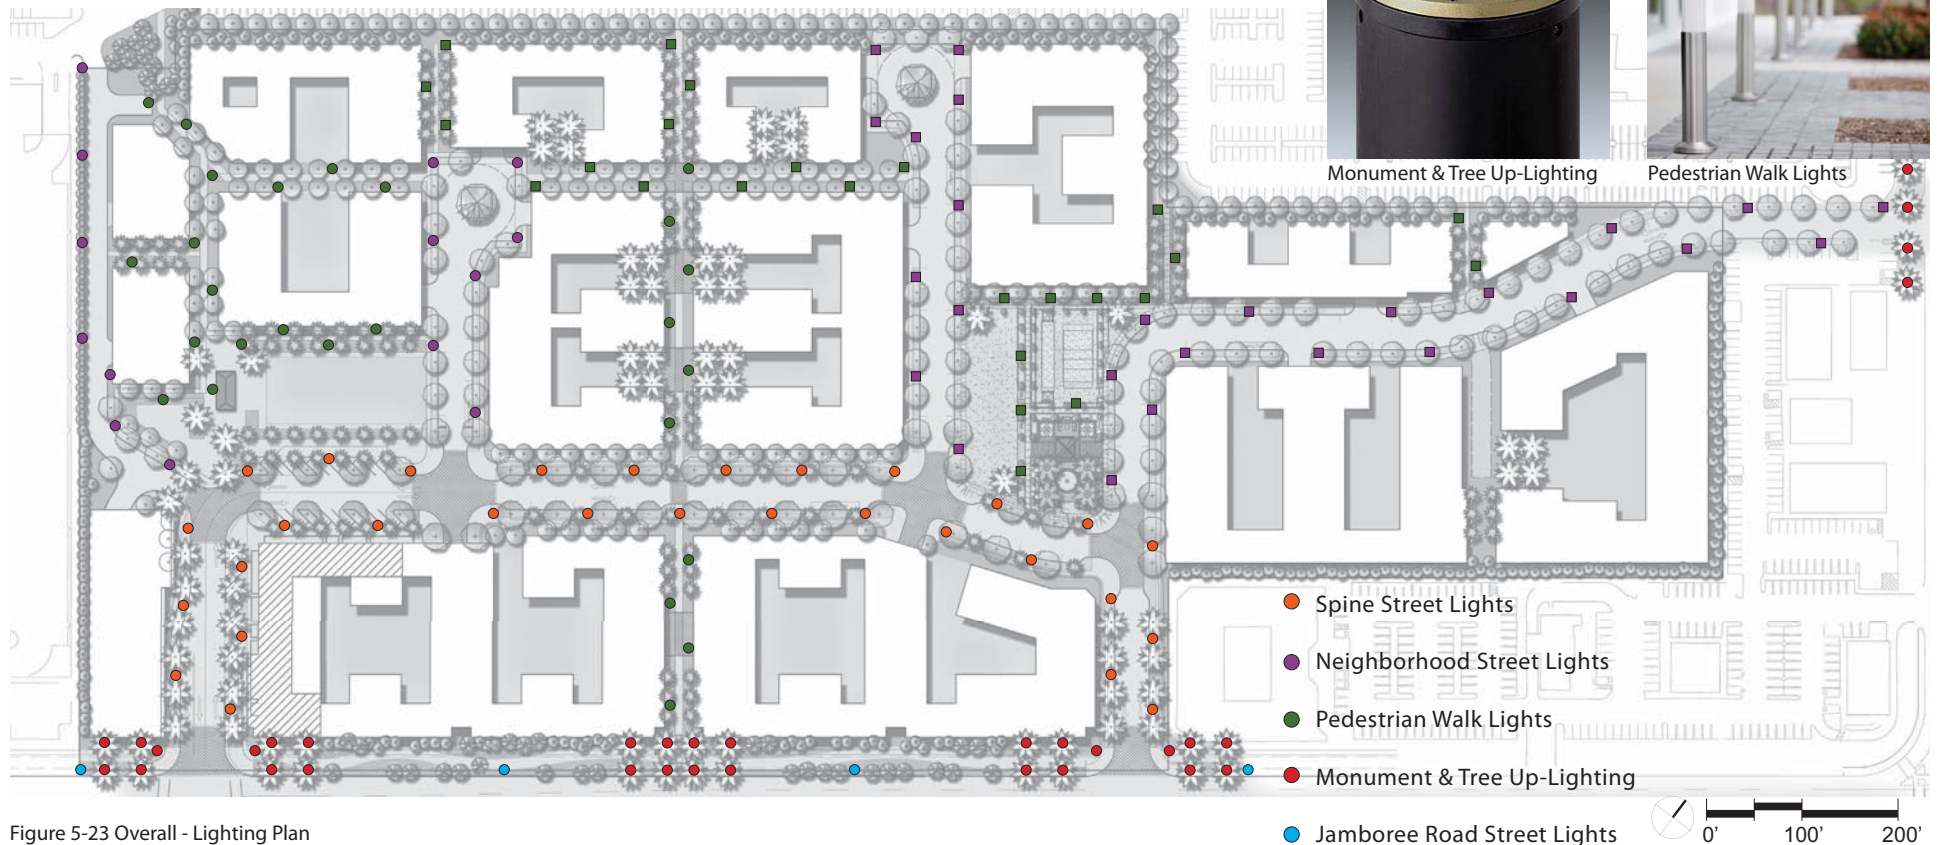 Monument & Tree Up-Lighting
Pedestrian Walk Lights
Spine Street Lights
Neighborhood Street Lights
Pedestrian Walk Lights
Monument & Tree Up-Lighting
Jamboree Road Street Lights
0' 100' 200'
Figure 5-23 Overall - Lighting Plan